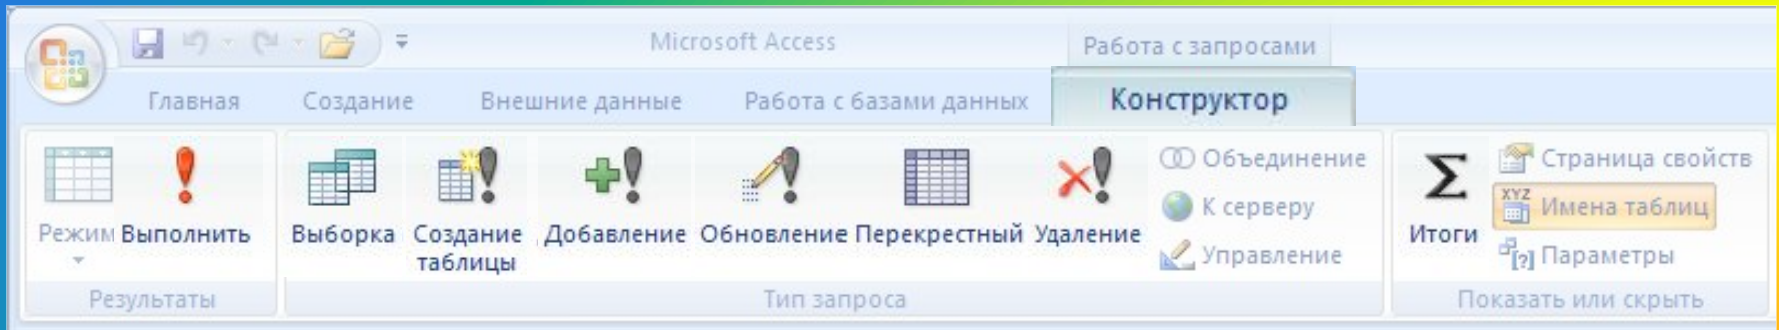 Microsoft Access
Работа с запросами
Главная Создание Внешние данные Работа с базами данных Конструктор
Режим Выполнить
Результаты
Выборка Создание таблицы Добавление Обновление Перекрестный Удаление
Объединение
К серверу
Управление
Тип запроса
Итоги
Страница свойств
XYZ
Имена таблиц
[?] Параметры
Показать или скрыть